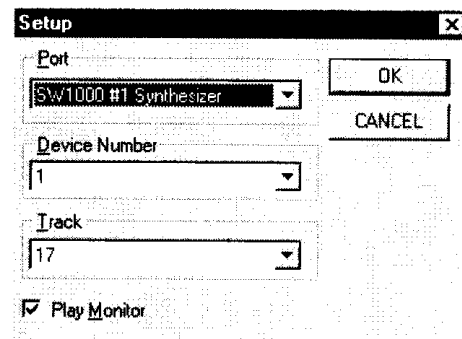 Setup
Port
SW1000 #1 Synthesizer
OK
CANCEL
Device Number
1
Track
17
Play Monitor